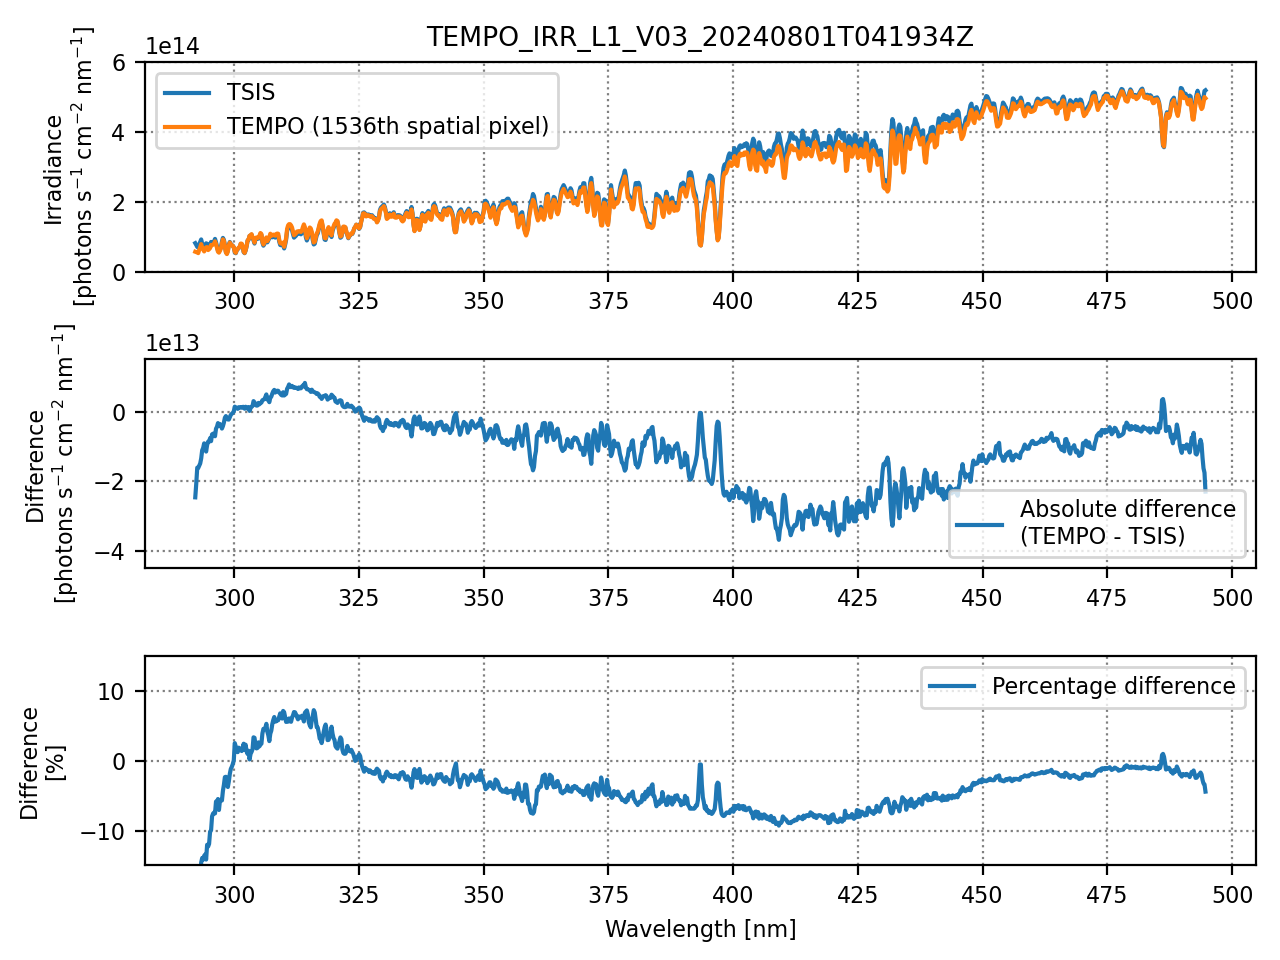 TEMPO_IRR_L1_V03_20240801T041934Z
1e14
6
4
2
0
Irradiance
[photons s⁻¹ cm⁻² nm⁻¹]
TSIS
TEMPO (1536th spatial pixel)
300 325 350 375 400 425 450 475 500
1e13
0
−2
−4
Difference
[photons s⁻¹ cm⁻² nm⁻¹]
Absolute difference
(TEMPO - TSIS)
300 325 350 375 400 425 450 475 500
10
0
−10
Difference
[%]
Percentage difference
300 325 350 375 400 425 450 475 500
Wavelength [nm]